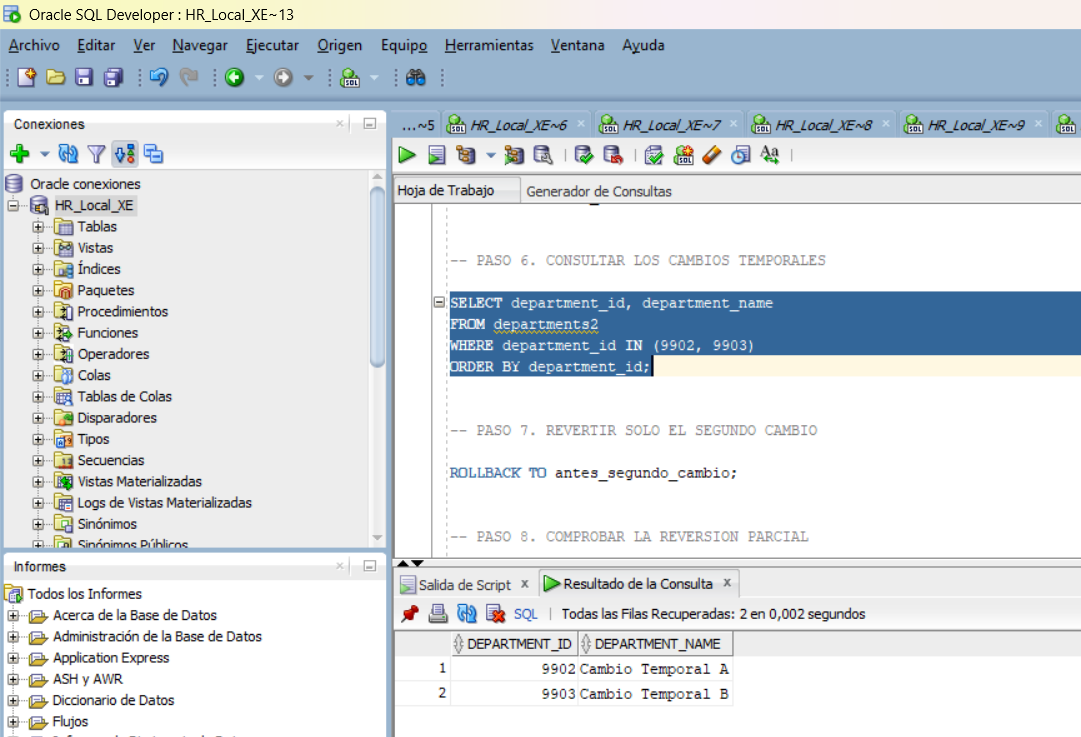 Oracle SQL Developer : HR_Local_XE~13
Archivo Editar Ver Navegar Ejecutar Origen Equipo Herramientas Ventana Ayuda
SQL
Conexiones
Oracle conexiones
HR_Local_XE
Tablas
Vistas
Índices
Paquetes
Procedimientos
Funciones
Operadores
Colas
Tablas de Colas
Disparadores
Tipos
Secuencias
Vistas Materializadas
Logs de Vistas Materializadas
Sinónimos
Sinónimos Públicos
Informes
Todos los Informes
Acerca de la Base de Datos
Administración de la Base de Datos
Application Express
ASH y AWR
Diccionario de Datos
Flujos
...~5 HR_Local_XE~6 HR_Local_XE~7 HR_Local_XE~8 HR_Local_XE~9
Hoja de Trabajo Generador de Consultas
-- PASO 6. CONSULTAR LOS CAMBIOS TEMPORALES
SELECT department_id, department_name
FROM departments2
WHERE department_id IN (9902, 9903)
ORDER BY department_id;
-- PASO 7. REVERTIR SOLO EL SEGUNDO CAMBIO
ROLLBACK TO antes_segundo_cambio;
-- PASO 8. COMPROBAR LA REVERSION PARCIAL
Salida de Script x Resultado de la Consulta x
SQL | Todas las Filas Recuperadas: 2 en 0,002 segundos
DEPARTMENT_ID DEPARTMENT_NAME
1 9902 Cambio Temporal A
2 9903 Cambio Temporal B